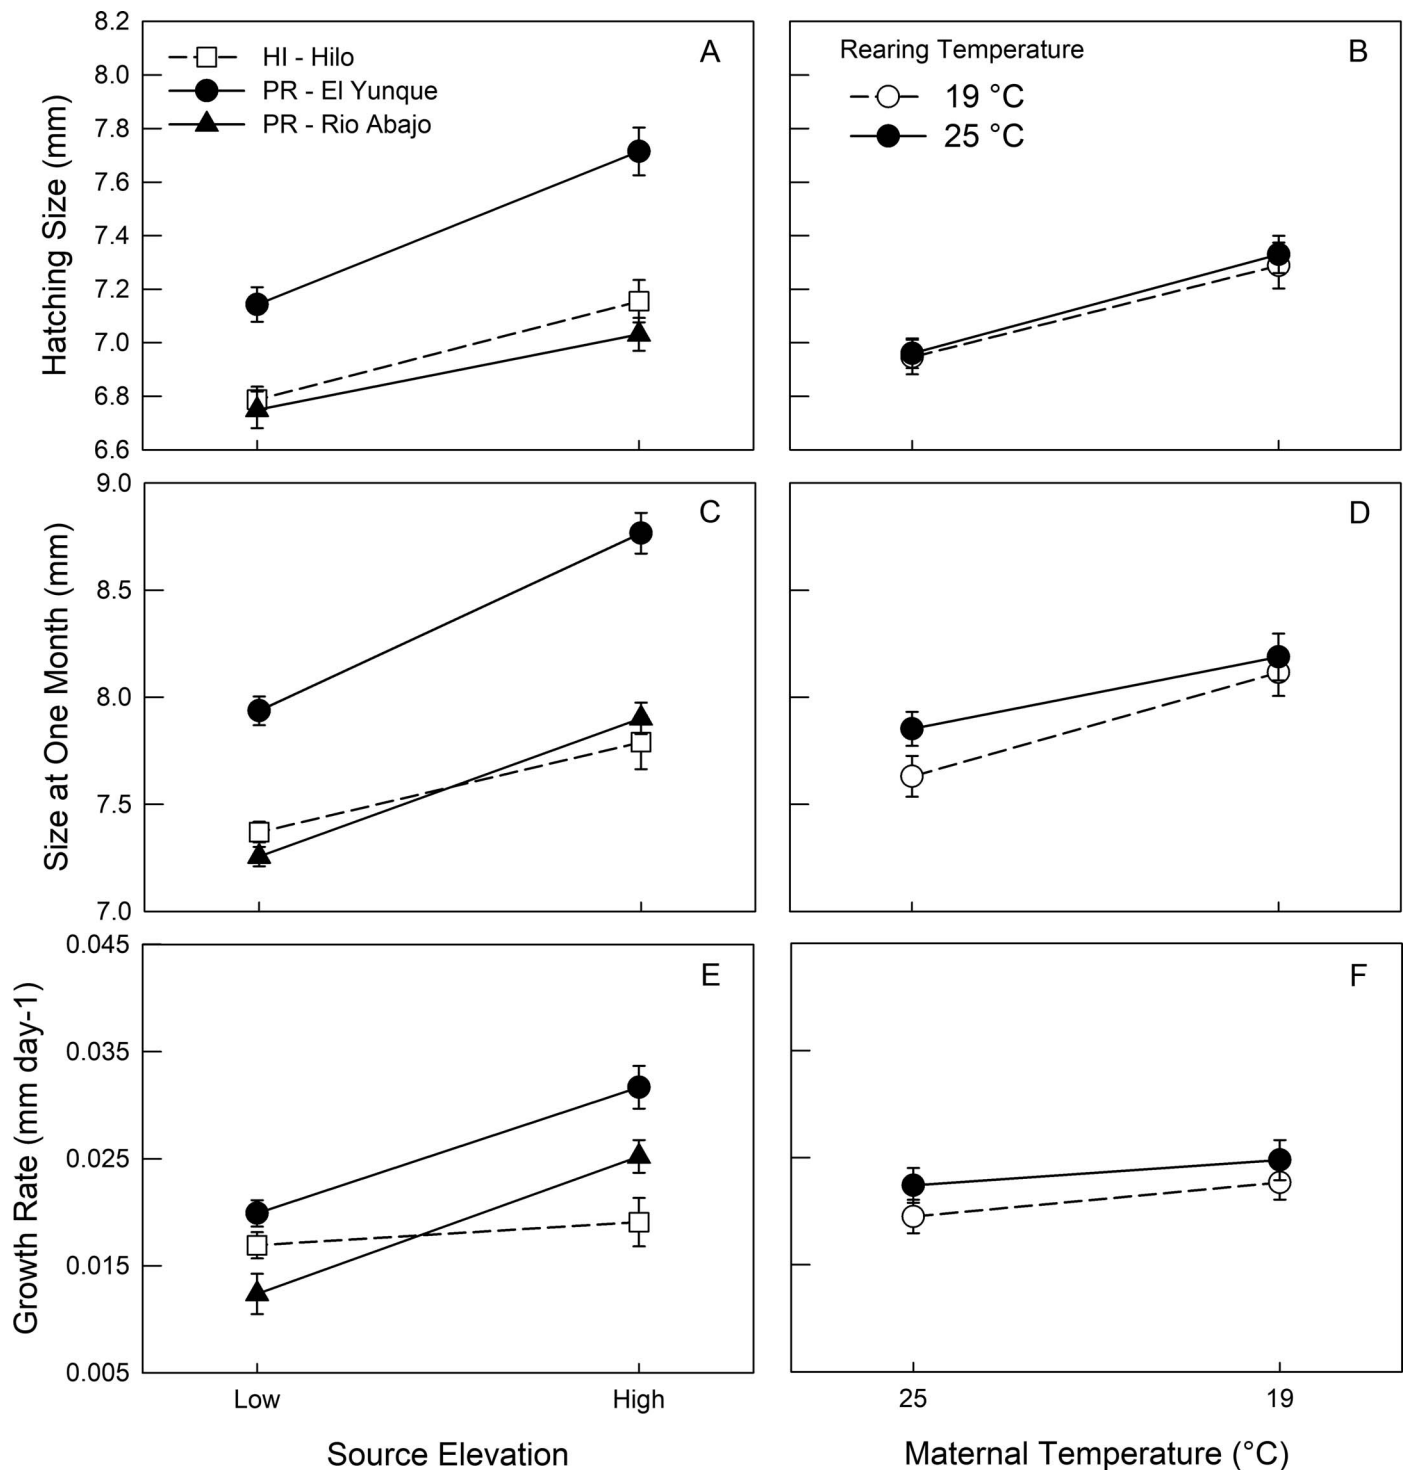 8.2
8.0
7.8
7.6
7.4
7.2
7.0
6.8
6.6
Hatching Size (mm)
HI - Hilo
PR - El Yunque
PR - Rio Abajo
A
Rearing Temperature
19 °C
25 °C
B
9.0
8.5
8.0
7.5
7.0
Size at One Month (mm)
C
D
0.045
0.035
0.025
0.015
0.005
Growth Rate (mm day-1)
E
F
Low High
Source Elevation
25 19
Maternal Temperature (°C)